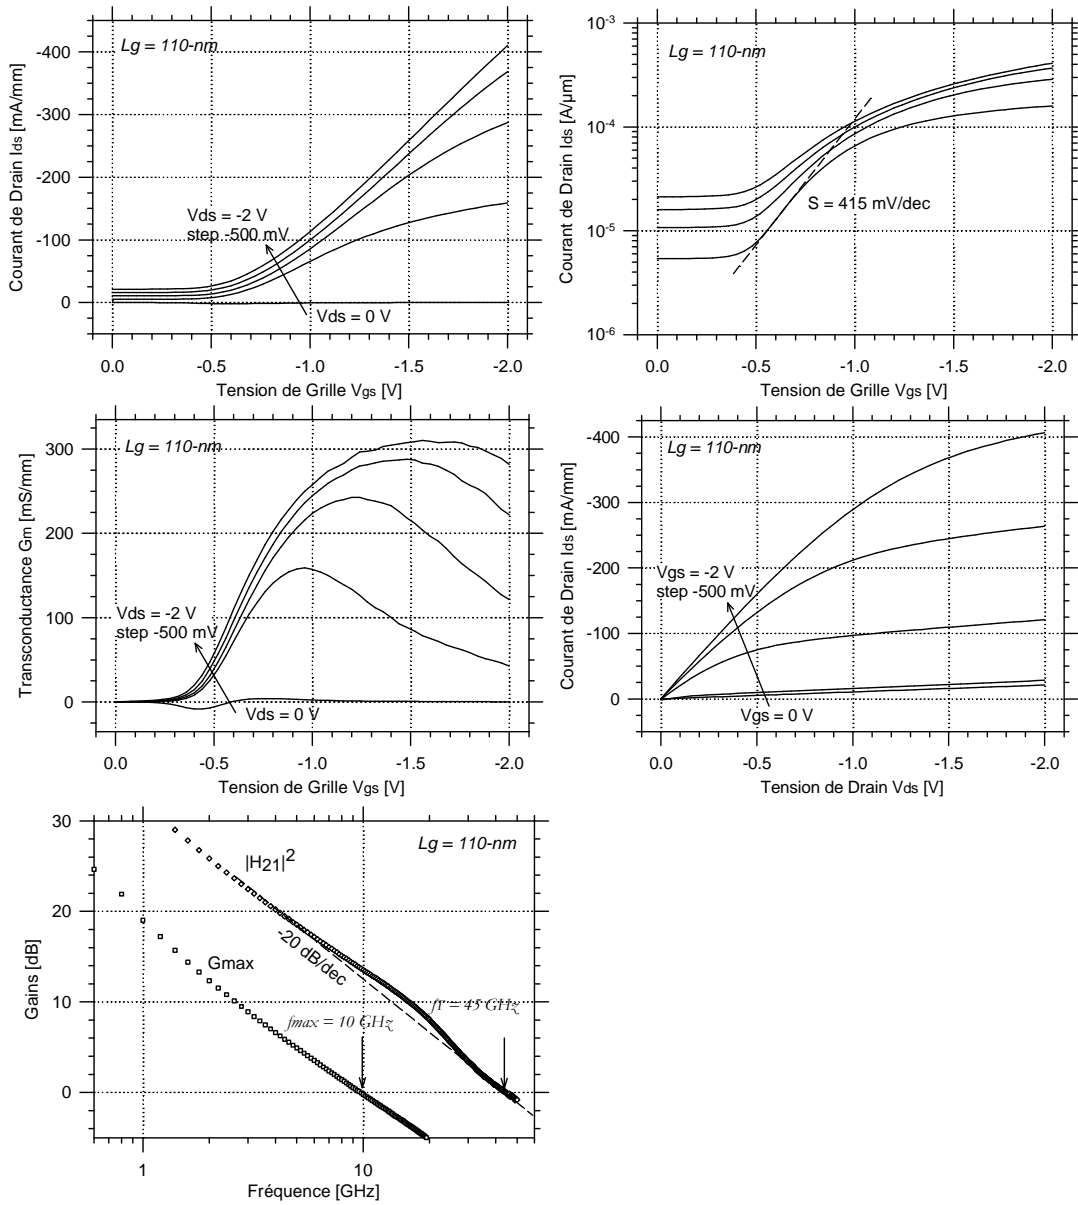 Lg = 110-nm
Courant de Drain Ids [mA/mm]
-400
-300
-200
-100
0
Vds = -2 V
step -500 mV
Vds = 0 V
0.0 -0.5 -1.0 -1.5 -2.0
Tension de Grille Vgs [V]
Lg = 110-nm
Courant de Drain Ids [A/µm]
10-3
10-4
10-5
10-6
S = 415 mV/dec
0.0 -0.5 -1.0 -1.5 -2.0
Tension de Grille Vgs [V]
Lg = 110-nm
Transconductance Gm [mS/mm]
300
200
100
0
Vds = -2 V
step -500 mV
Vds = 0 V
0.0 -0.5 -1.0 -1.5 -2.0
Tension de Grille Vgs [V]
Lg = 110-nm
Courant de Drain Ids [mA/mm]
-400
-300
-200
-100
0
Vgs = -2 V
step -500 mV
Vgs = 0 V
0.0 -0.5 -1.0 -1.5 -2.0
Tension de Drain Vds [V]
Lg = 110-nm
Gains [dB]
30
20
10
0
|H21|2
-20 dB/dec
Gmax
fT = 45 GHz
fmax = 10 GHz
1 10
Fréquence [GHz]